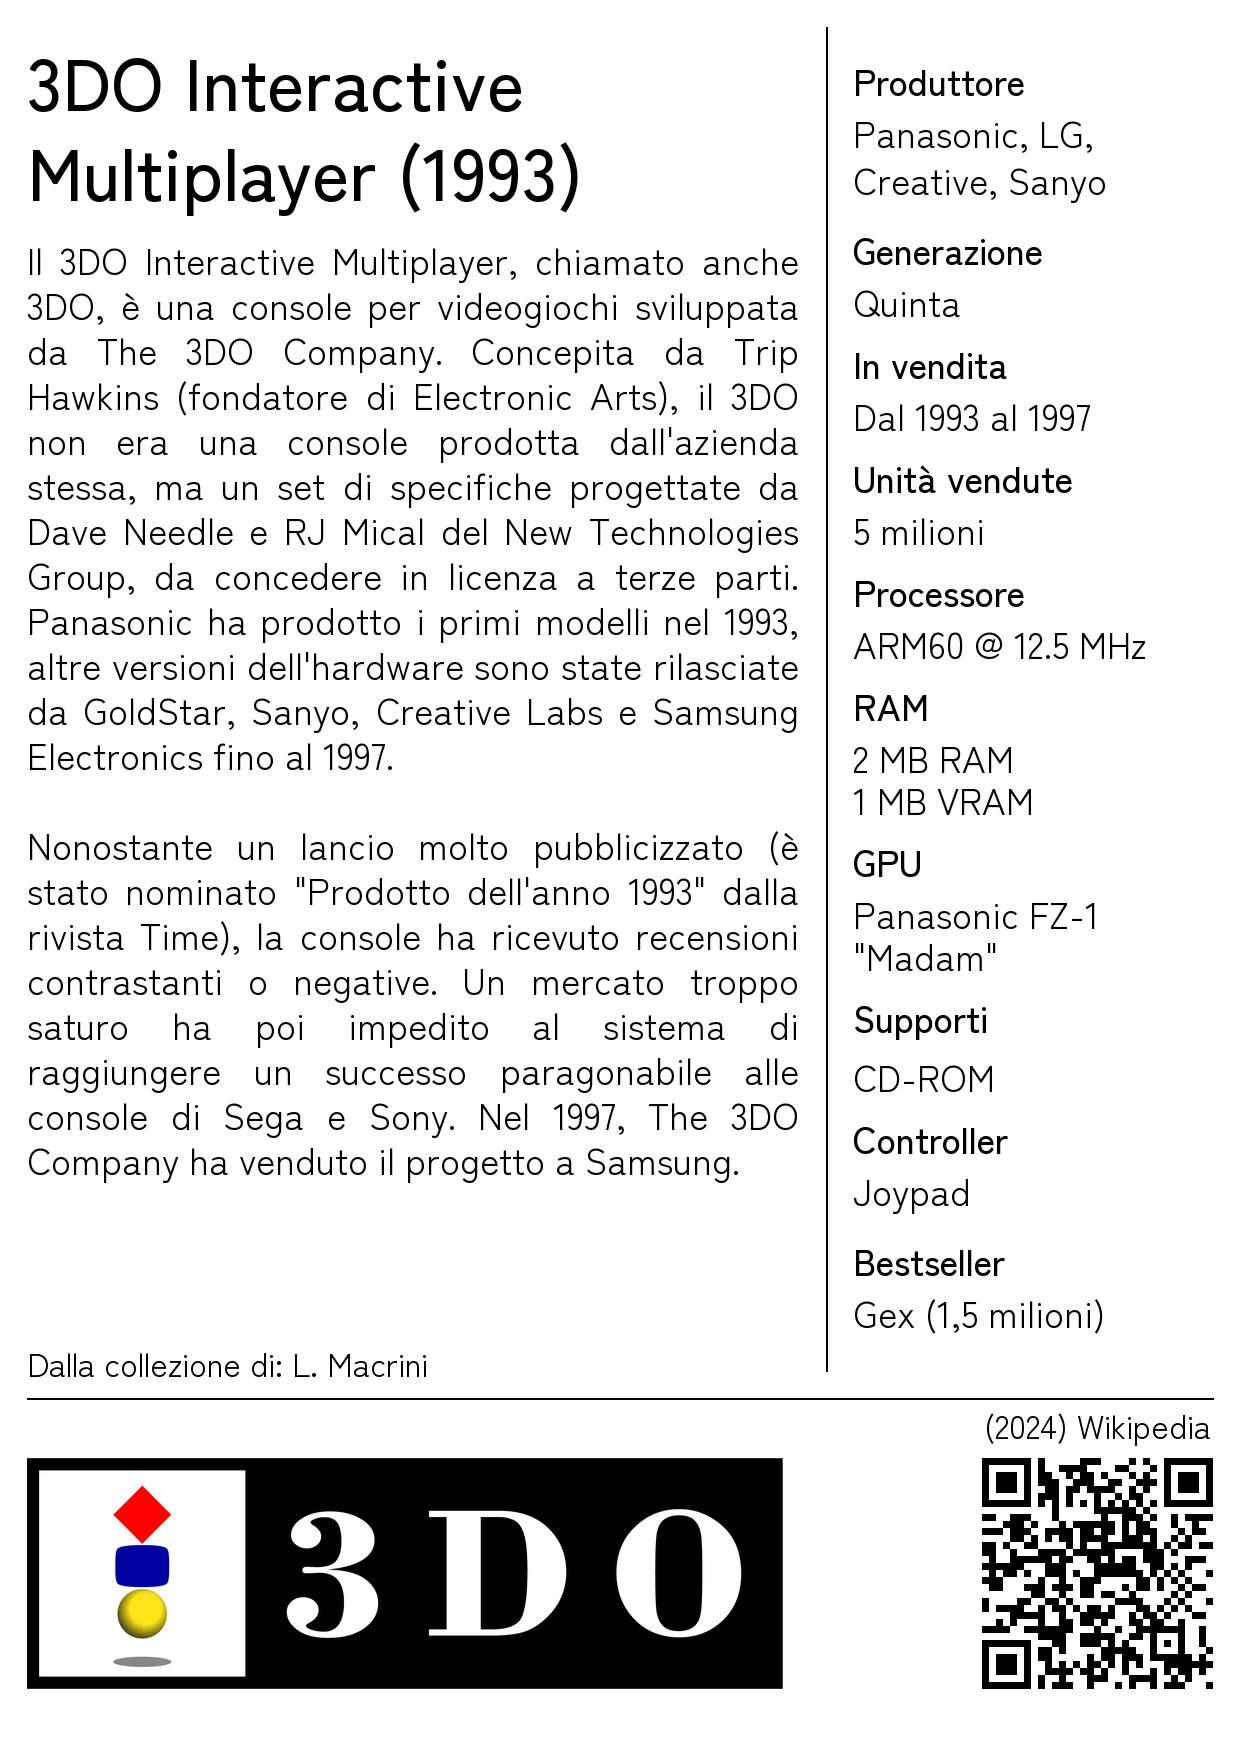 3DO Interactive
Multiplayer (1993)
Il 3DO Interactive Multiplayer, chiamato anche
3DO, è una console per videogiochi sviluppata
da The 3DO Company. Concepita da Trip
Hawkins (fondatore di Electronic Arts), il 3DO
non era una console prodotta dall'azienda
stessa, ma un set di specifiche progettate da
Dave Needle e RJ Mical del New Technologies
Group, da concedere in licenza a terze parti.
Panasonic ha prodotto i primi modelli nel 1993,
altre versioni dell'hardware sono state rilasciate
da GoldStar, Sanyo, Creative Labs e Samsung
Electronics fino al 1997.
Nonostante un lancio molto pubblicizzato (è
stato nominato "Prodotto dell'anno 1993" dalla
rivista Time), la console ha ricevuto recensioni
contrastanti o negative. Un mercato troppo
saturo ha poi impedito al sistema di
raggiungere un successo paragonabile alle
console di Sega e Sony. Nel 1997, The 3DO
Company ha venduto il progetto a Samsung.
Dalla collezione di: L. Macrini
Produttore
Panasonic, LG,
Creative, Sanyo
Generazione
Quinta
In vendita
Dal 1993 al 1997
Unità vendute
5 milioni
Processore
ARM60 @ 12.5 MHz
RAM
2 MB RAM
1 MB VRAM
GPU
Panasonic FZ-1
"Madam"
Supporti
CD-ROM
Controller
Joypad
Bestseller
Gex (1,5 milioni)
(2024) Wikipedia
3DO